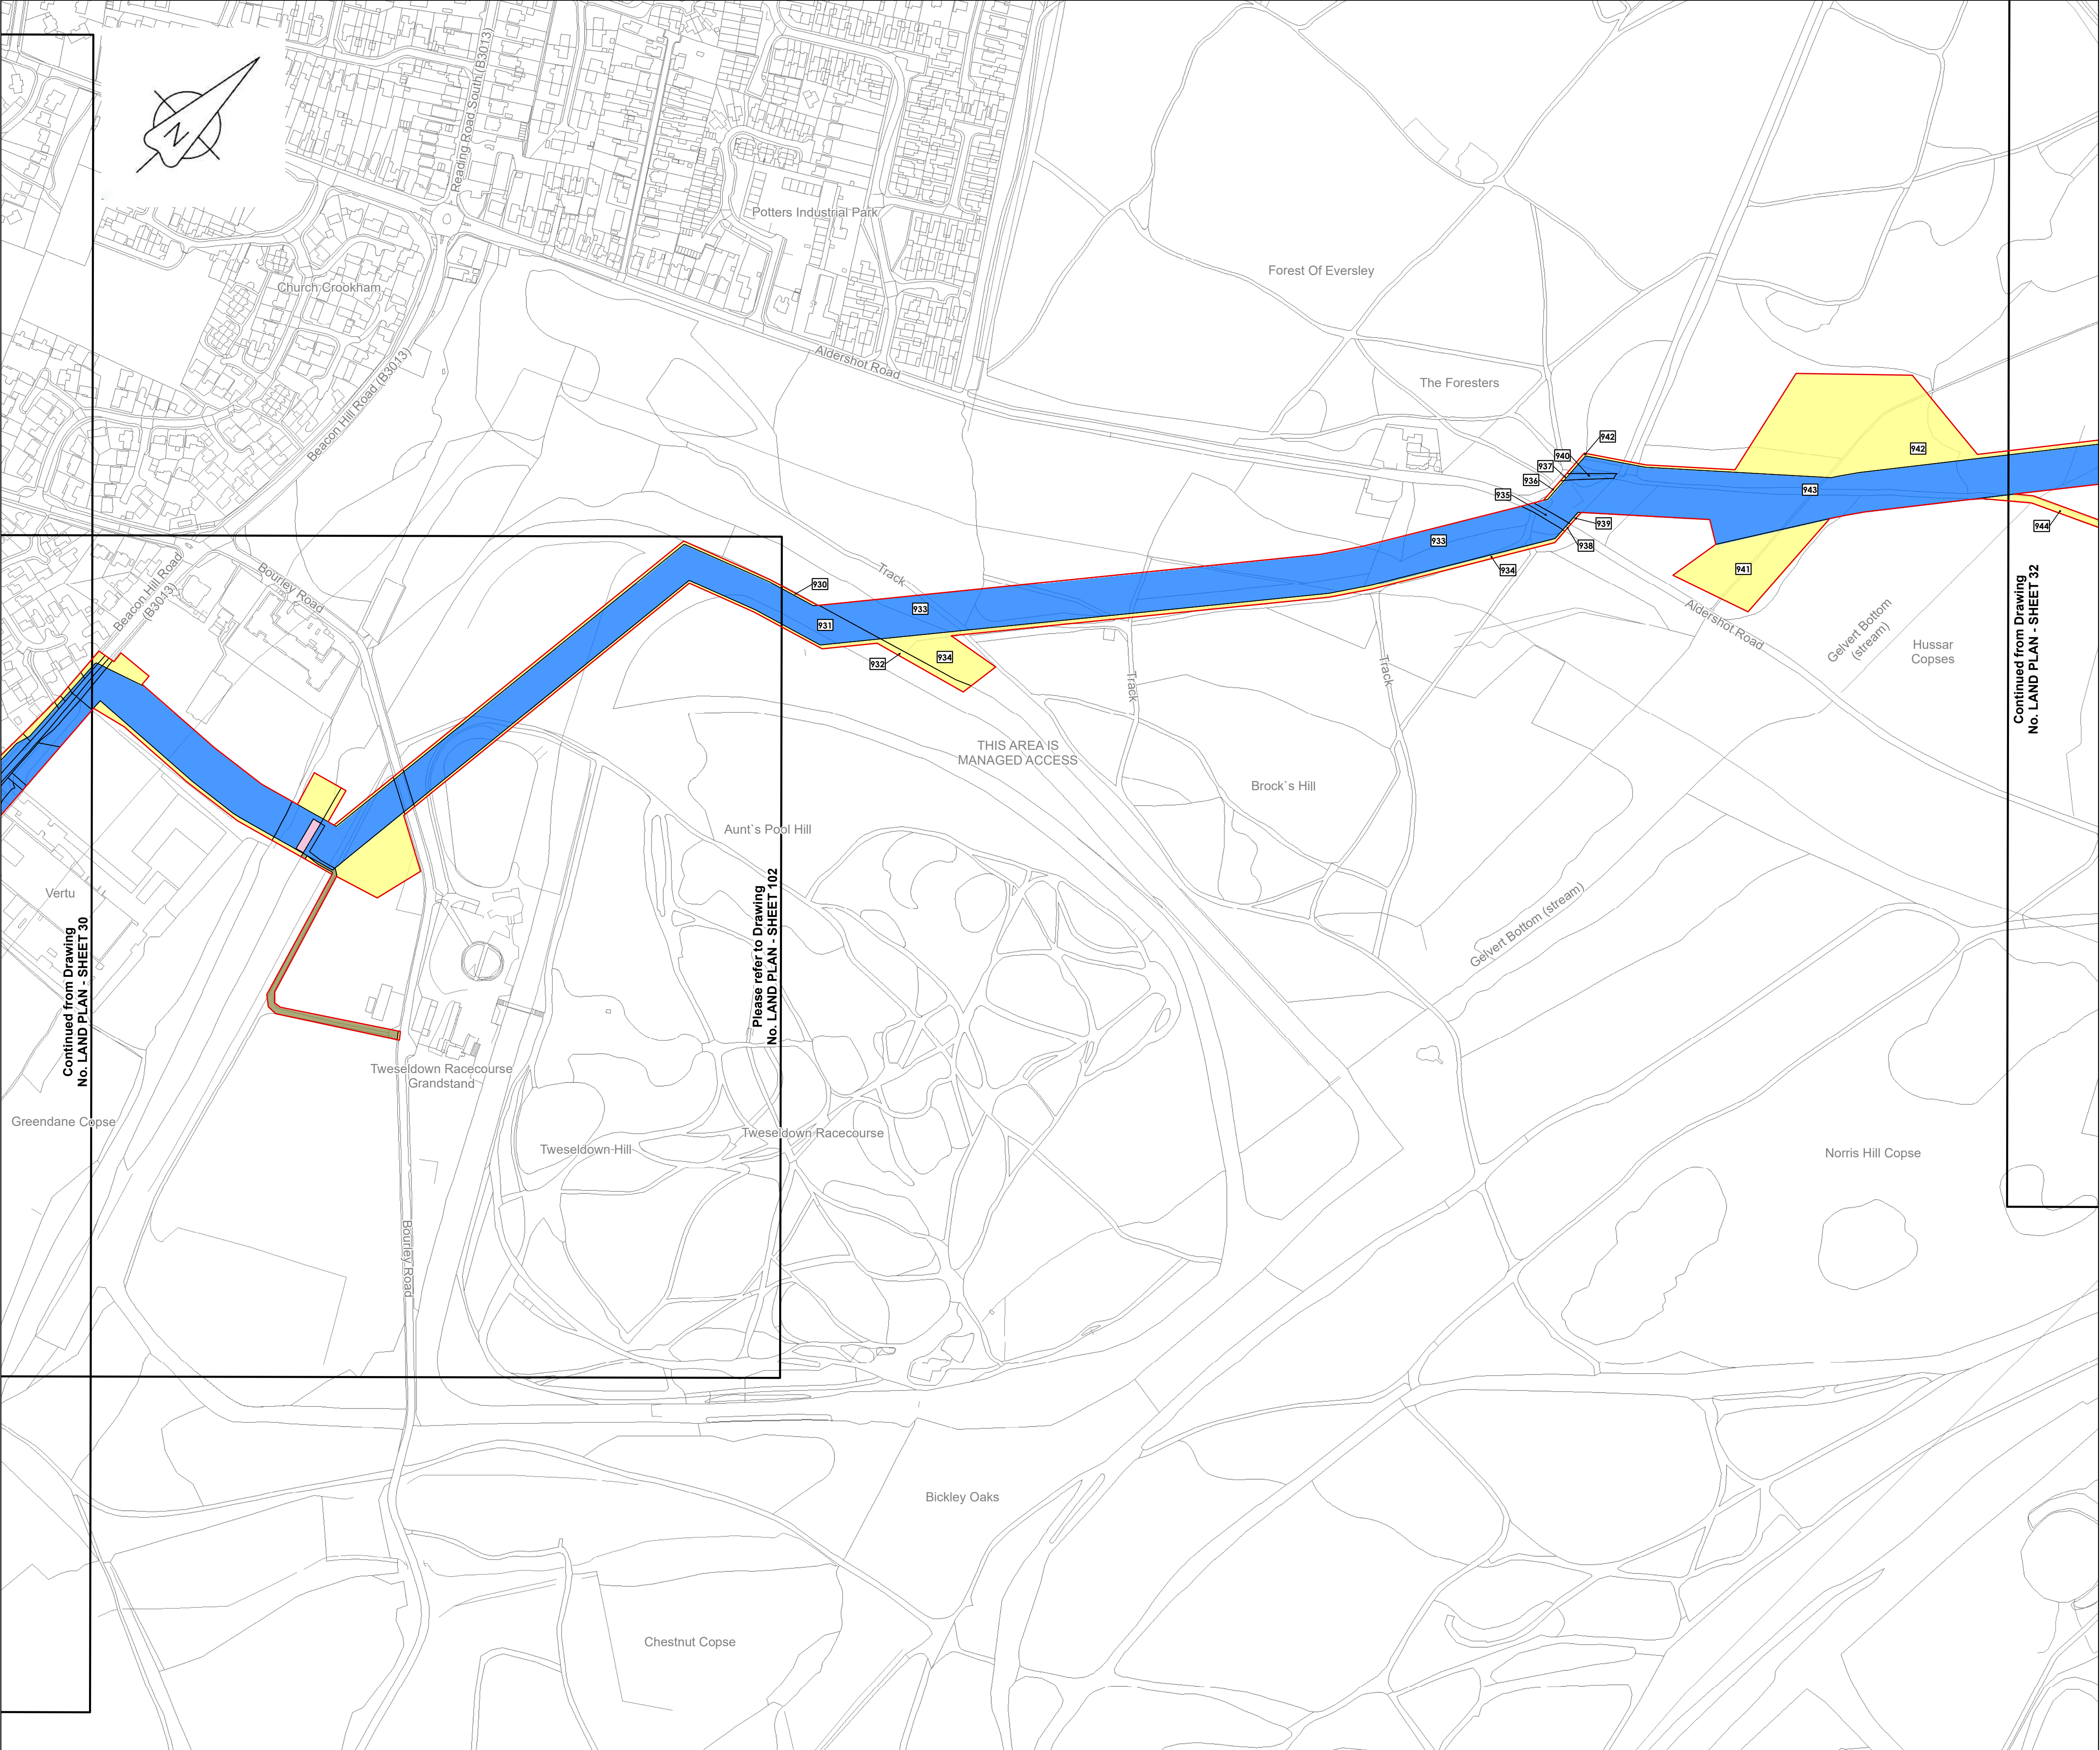 N
Reading Road South (B3013)
Potters Industrial Park
Church Crookham
Forest Of Eversley
Beacon Hill Road (B3013)
Aldershot Road
The Foresters
942
940
937
936
935
942
943
939
938
944
933
934
941
Bourley Road
Beacon Hill Road
(B3013)
Track
930
933
931
932
934
Track
Track
Aldershot Road
Gelvert Bottom
(stream)
Hussar
Copses
Continued from Drawing
No. LAND PLAN - SHEET 32
THIS AREA IS
MANAGED ACCESS
Brock`s Hill
Aunt`s Pool Hill
Vertu
Continued from Drawing
No. LAND PLAN - SHEET 30
Please refer to Drawing
No. LAND PLAN - SHEET 102
Gelvert Bottom (stream)
Tweseldown Racecourse
Grandstand
Greendane Copse
Tweseldown Hill
Tweseldown Racecourse
Norris Hill Copse
Bourley Road
Bickley Oaks
Chestnut Copse